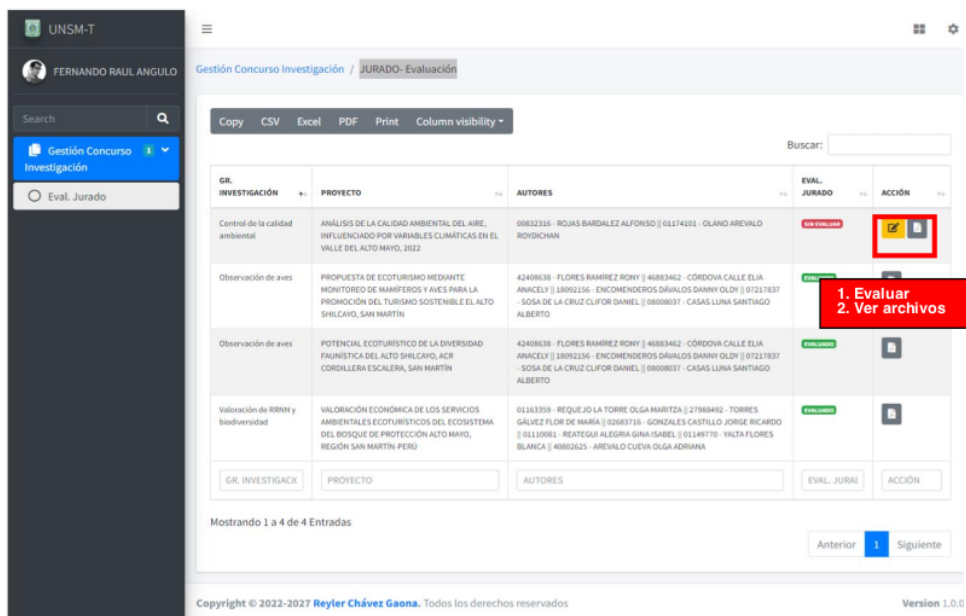 UNSM-T
FERNANDO RAUL ANGULO
Gestión Concurso Investigación / JURADO- Evaluación
Search
Gestión Concurso 1
Investigación
Eval. Jurado
Copy CSV Excel PDF Print Column visibility
Buscar:
GR.
INVESTIGACIÓN
PROYECTO
AUTORES
EVAL.
JURADO
ACCIÓN
Control de la calidad
ambiental
ANÁLISIS DE LA CALIDAD AMBIENTAL DEL AIRE,
INFLUENCIADO POR VARIABLES CLIMÁTICAS EN EL
VALLE DEL ALTO MAYO, 2022
00832316 - ROJAS BARDALEZ ALFONSO || 01174101 - OLANO AREVALO
ROYDICHAN
SIN EVALUAR
Observación de aves
PROPUESTA DE ECOTURISMO MEDIANTE
MONITOREO DE MAMÍFEROS Y AVES PARA LA
PROMOCIÓN DEL TURISMO SOSTENIBLE EL ALTO
SHILCAYO, SAN MARTÍN
42408638 - FLORES RAMÍREZ RONY || 46883462 - CÓRDOVA CALLE ELIA
ANACELY || 18092156 - ENCOMENDEROS DÁVALOS DANNY OLDY || 07217837
- SOSA DE LA CRUZ CLIFOR DANIEL || 08008037 - CASAS LUNA SANTIAGO
ALBERTO
1. Evaluar
2. Ver archivos
Observación de aves
POTENCIAL ECOTURÍSTICO DE LA DIVERSIDAD
FAUNÍSTICA DEL ALTO SHILCAYO, ACR
CORDILLERA ESCALERA, SAN MARTÍN
42408638 - FLORES RAMÍREZ RONY || 46883462 - CÓRDOVA CALLE ELIA
ANACELY || 18092156 - ENCOMENDEROS DÁVALOS DANNY OLDY || 07217837
- SOSA DE LA CRUZ CLIFOR DANIEL || 08008037 - CASAS LUNA SANTIAGO
ALBERTO
EVALUADO
Valoración de RRNN y
biodiversidad
VALORACIÓN ECONÓMICA DE LOS SERVICIOS
AMBIENTALES ECOTURÍSTICOS DEL ECOSISTEMA
DEL BOSQUE DE PROTECCIÓN ALTO MAYO,
REGIÓN SAN MARTÍN-PERÚ
01163359 - REQUEJO LA TORRE OLGA MARITZA || 27988492 - TORRES
GÁLVEZ FLOR DE MARÍA || 02683716 - GONZALES CASTILLO JORGE RICARDO
|| 01110081 - REATEGUI ALEGRIA GINA ISABEL || 01149770 - YALTA FLORES
BLANCA || 40802625 - AREVALO CUEVA OLGA ADRIANA
EVALUADO
GR. INVESTIGACIÓ
PROYECTO
AUTORES
EVAL. JURAD
ACCIÓN
Mostrando 1 a 4 de 4 Entradas
Anterior 1 Siguiente
Copyright © 2022-2027 Reyler Chávez Gaona. Todos los derechos reservados
Version 1.0.0